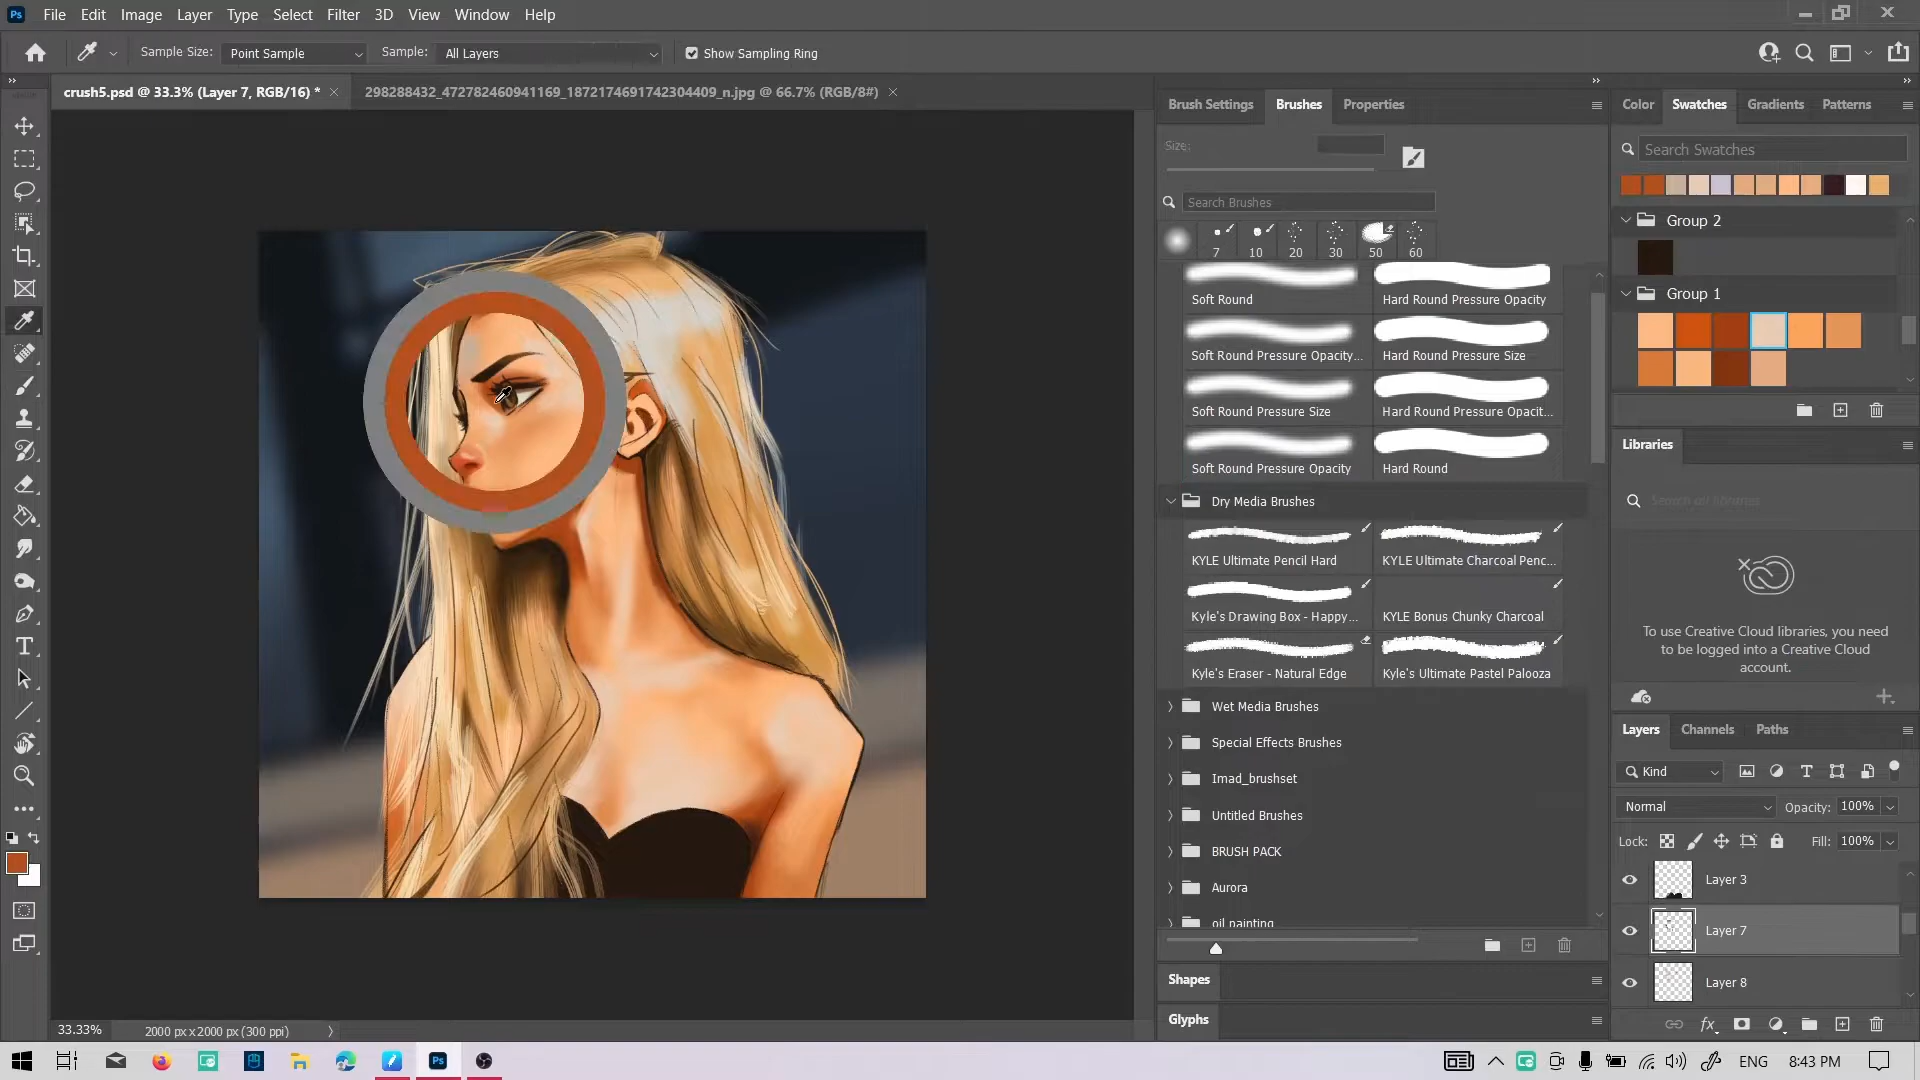 Ps File Edit Image Layer Type Select Filter 3D View Window Help
Sample Size: Point Sample Sample: All Layers Show Sampling Ring
crush5.psd @ 33.3% (Layer 7, RGB/16) *
298288432_472782460941169_1872174691742304409_n.jpg @ 66.7% (RGB/8#)
Brush Settings Brushes Properties
Size:
Search Brushes
7 10 20 30 50 60
Soft Round Hard Round Pressure Opacity
Soft Round Pressure Opacity... Hard Round Pressure Size
Soft Round Pressure Size Hard Round Pressure Opacit...
Soft Round Pressure Opacity Hard Round
Dry Media Brushes
KYLE Ultimate Pencil Hard KYLE Ultimate Charcoal Penc...
Kyle's Drawing Box - Happy... KYLE Bonus Chunky Charcoal
Kyle's Eraser - Natural Edge Kyle's Ultimate Pastel Palooza
Wet Media Brushes
Special Effects Brushes
Imad_brushset
Untitled Brushes
BRUSH PACK
Aurora
oil painting
Shapes
Glyphs
Color Swatches Gradients Patterns
Search Swatches
Group 2
Group 1
Libraries
Search all libraries
To use Creative Cloud libraries, you need
to be logged into a Creative Cloud
account.
Layers Channels Paths
Kind
Normal Opacity: 100%
Lock: Fill: 100%
Layer 3
Layer 7
Layer 8
fx
33.33% 2000 px x 2000 px (300 ppi)
Ps ENG 8:43 PM